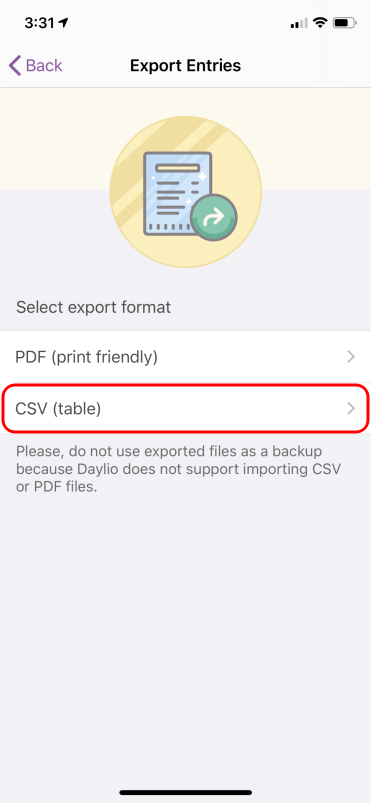 3:31
Back
Export Entries
Select export format
PDF (print friendly)
CSV (table)
Please, do not use exported files as a backup
because Daylio does not support importing CSV
or PDF files.